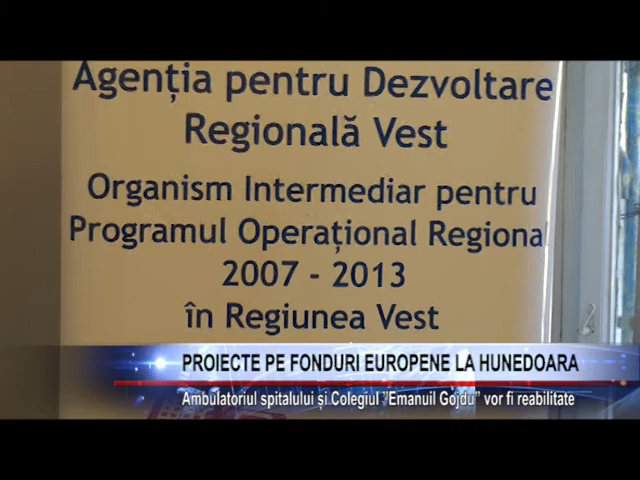 Agenția pentru Dezvoltare
Regională Vest
Organism Intermediar pentru
Programul Operațional Regional
2007 - 2013
în Regiunea Vest
PROIECTE PE FONDURI EUROPENE LA HUNEDOARA
Ambulatoriul spitalului și Colegiul "Emanuil Gojdu" vor fi reabilitate